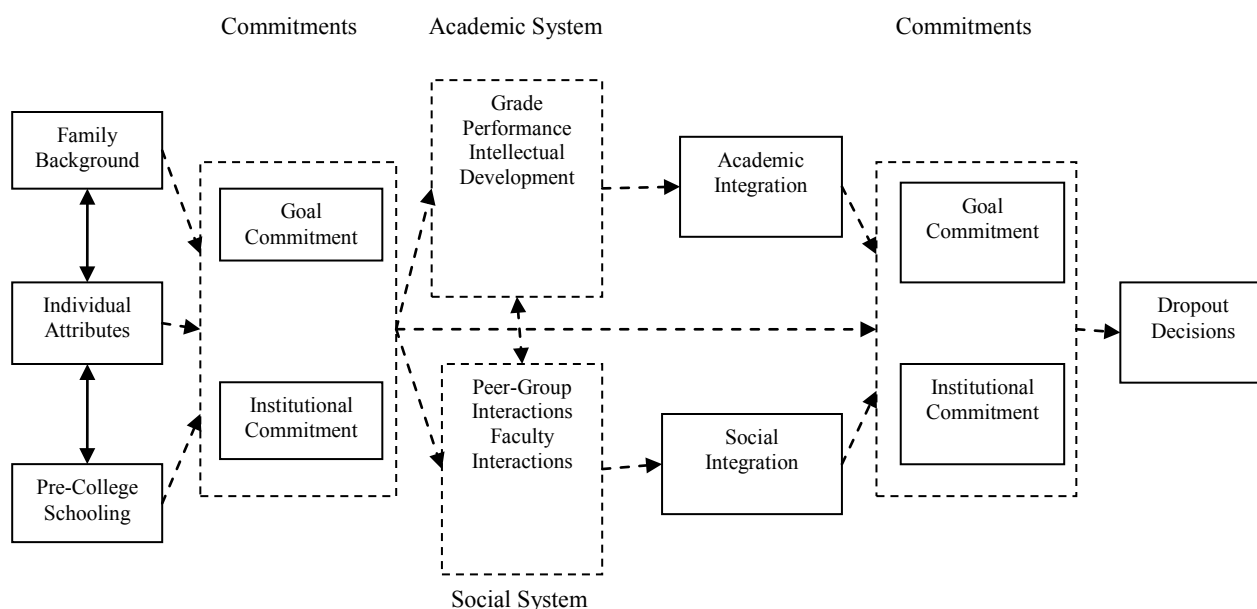 Commitments
Academic System
Commitments
Family
Background
Individual
Attributes
Pre-College
Schooling
Goal
Commitment
Institutional
Commitment
Grade
Performance
Intellectual
Development
Peer-Group
Interactions
Faculty
Interactions
Social System
Academic
Integration
Social
Integration
Goal
Commitment
Institutional
Commitment
Dropout
Decisions